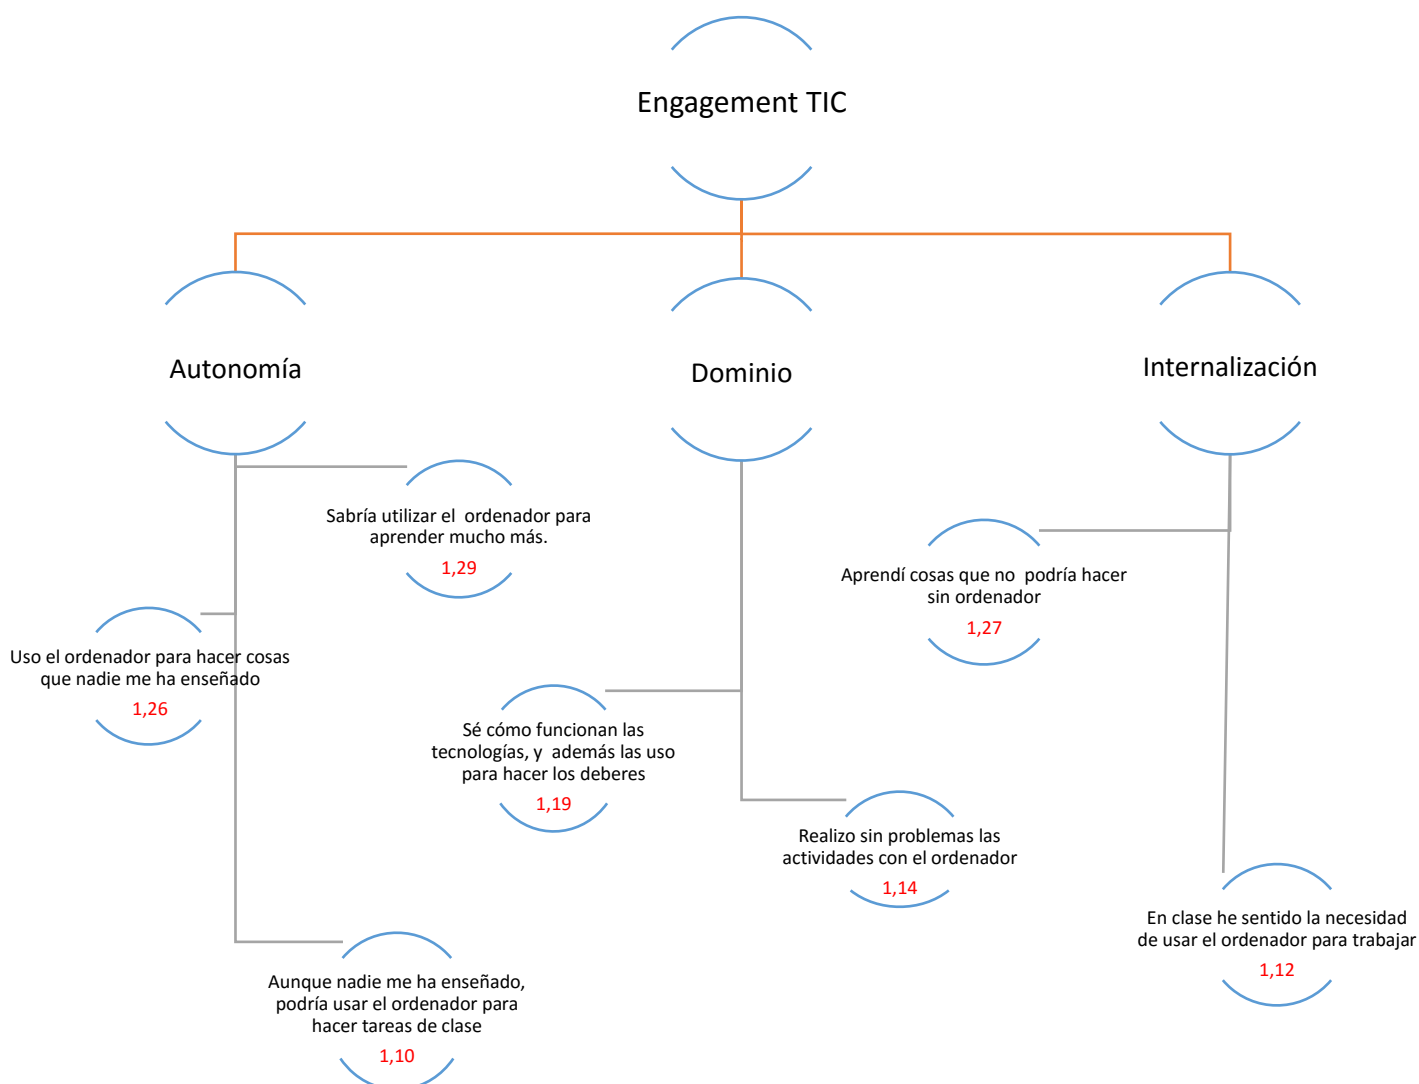 Engagement TIC
Autonomía
Dominio
Internalización
Sabría utilizar el  ordenador para
aprender mucho más.
1,29
Uso el ordenador para hacer cosas
que nadie me ha enseñado
1,26
Aunque nadie me ha enseñado,
podría usar el ordenador para
hacer tareas de clase
1,10
Sé cómo funcionan las
tecnologías, y  además las uso
para hacer los deberes
1,19
Realizo sin problemas las
actividades con el ordenador
1,14
Aprendí cosas que no  podría hacer
sin ordenador
1,27
En clase he sentido la necesidad
de usar el ordenador para trabajar
1,12